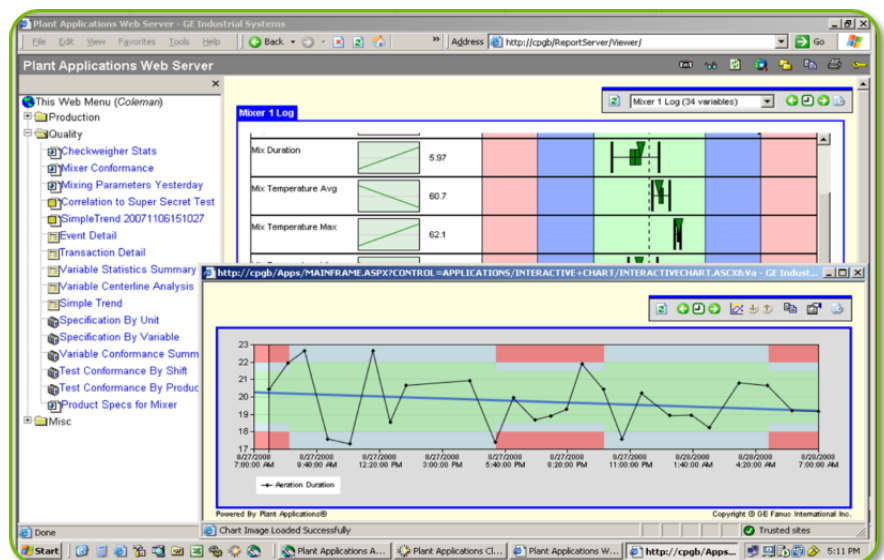 Plant Applications Web Server - GE Industrial Systems
File Edit View Favorites Tools Help
Back
» Address http://cpgb/ReportServer/Viewer/ Go
Plant Applications Web Server
This Web Menu (Coleman)
Production
Quality
Checkweigher Stats
Mixer Conformance
Mixing Parameters Yesterday
Correlation to Super Secret Test
SimpleTrend 20071106151027
Event Detail
Transaction Detail
Variable Statistics Summary
Variable Centerline Analysis
Simple Trend
Specification By Unit
Specification By Variable
Variable Conformance Summ
Test Conformance By Shift
Test Conformance By Produc
Product Specs for Mixer
Misc
Mixer 1 Log (34 variables)
Mixer 1 Log
Mix Duration 5.97
Mix Temperature Avg 60.7
Mix Temperature Max 62.1
http://cpgb/Apps/MAINFRAME.ASPX?CONTROL=APPLICATIONS/INTERACTIVE+CHART/INTERACTIVECHART.ASCX&Va - GE Indust...
23
22
21
20
19
18
17
8/27/2008 8/27/2008 8/27/2008 8/27/2008 8/27/2008 8/27/2008 8/27/2008 8/28/2008 8/28/2008 8/28/2008
7:00:00 AM 9:40:00 AM 12:20:00 PM 3:00:00 PM 5:40:00 PM 8:20:00 PM 11:00:00 PM 1:40:00 AM 4:20:00 AM 7:00:00 AM
Aeration Duration
Powered By Plant Applications® Copyright © GE Fanuc International Inc.
Done
Chart Image Loaded Successfully
Trusted sites
Start
Plant Applications A...
Plant Applications Cl...
Plant Applications W...
http://cpgb/Apps...
5:11 PM